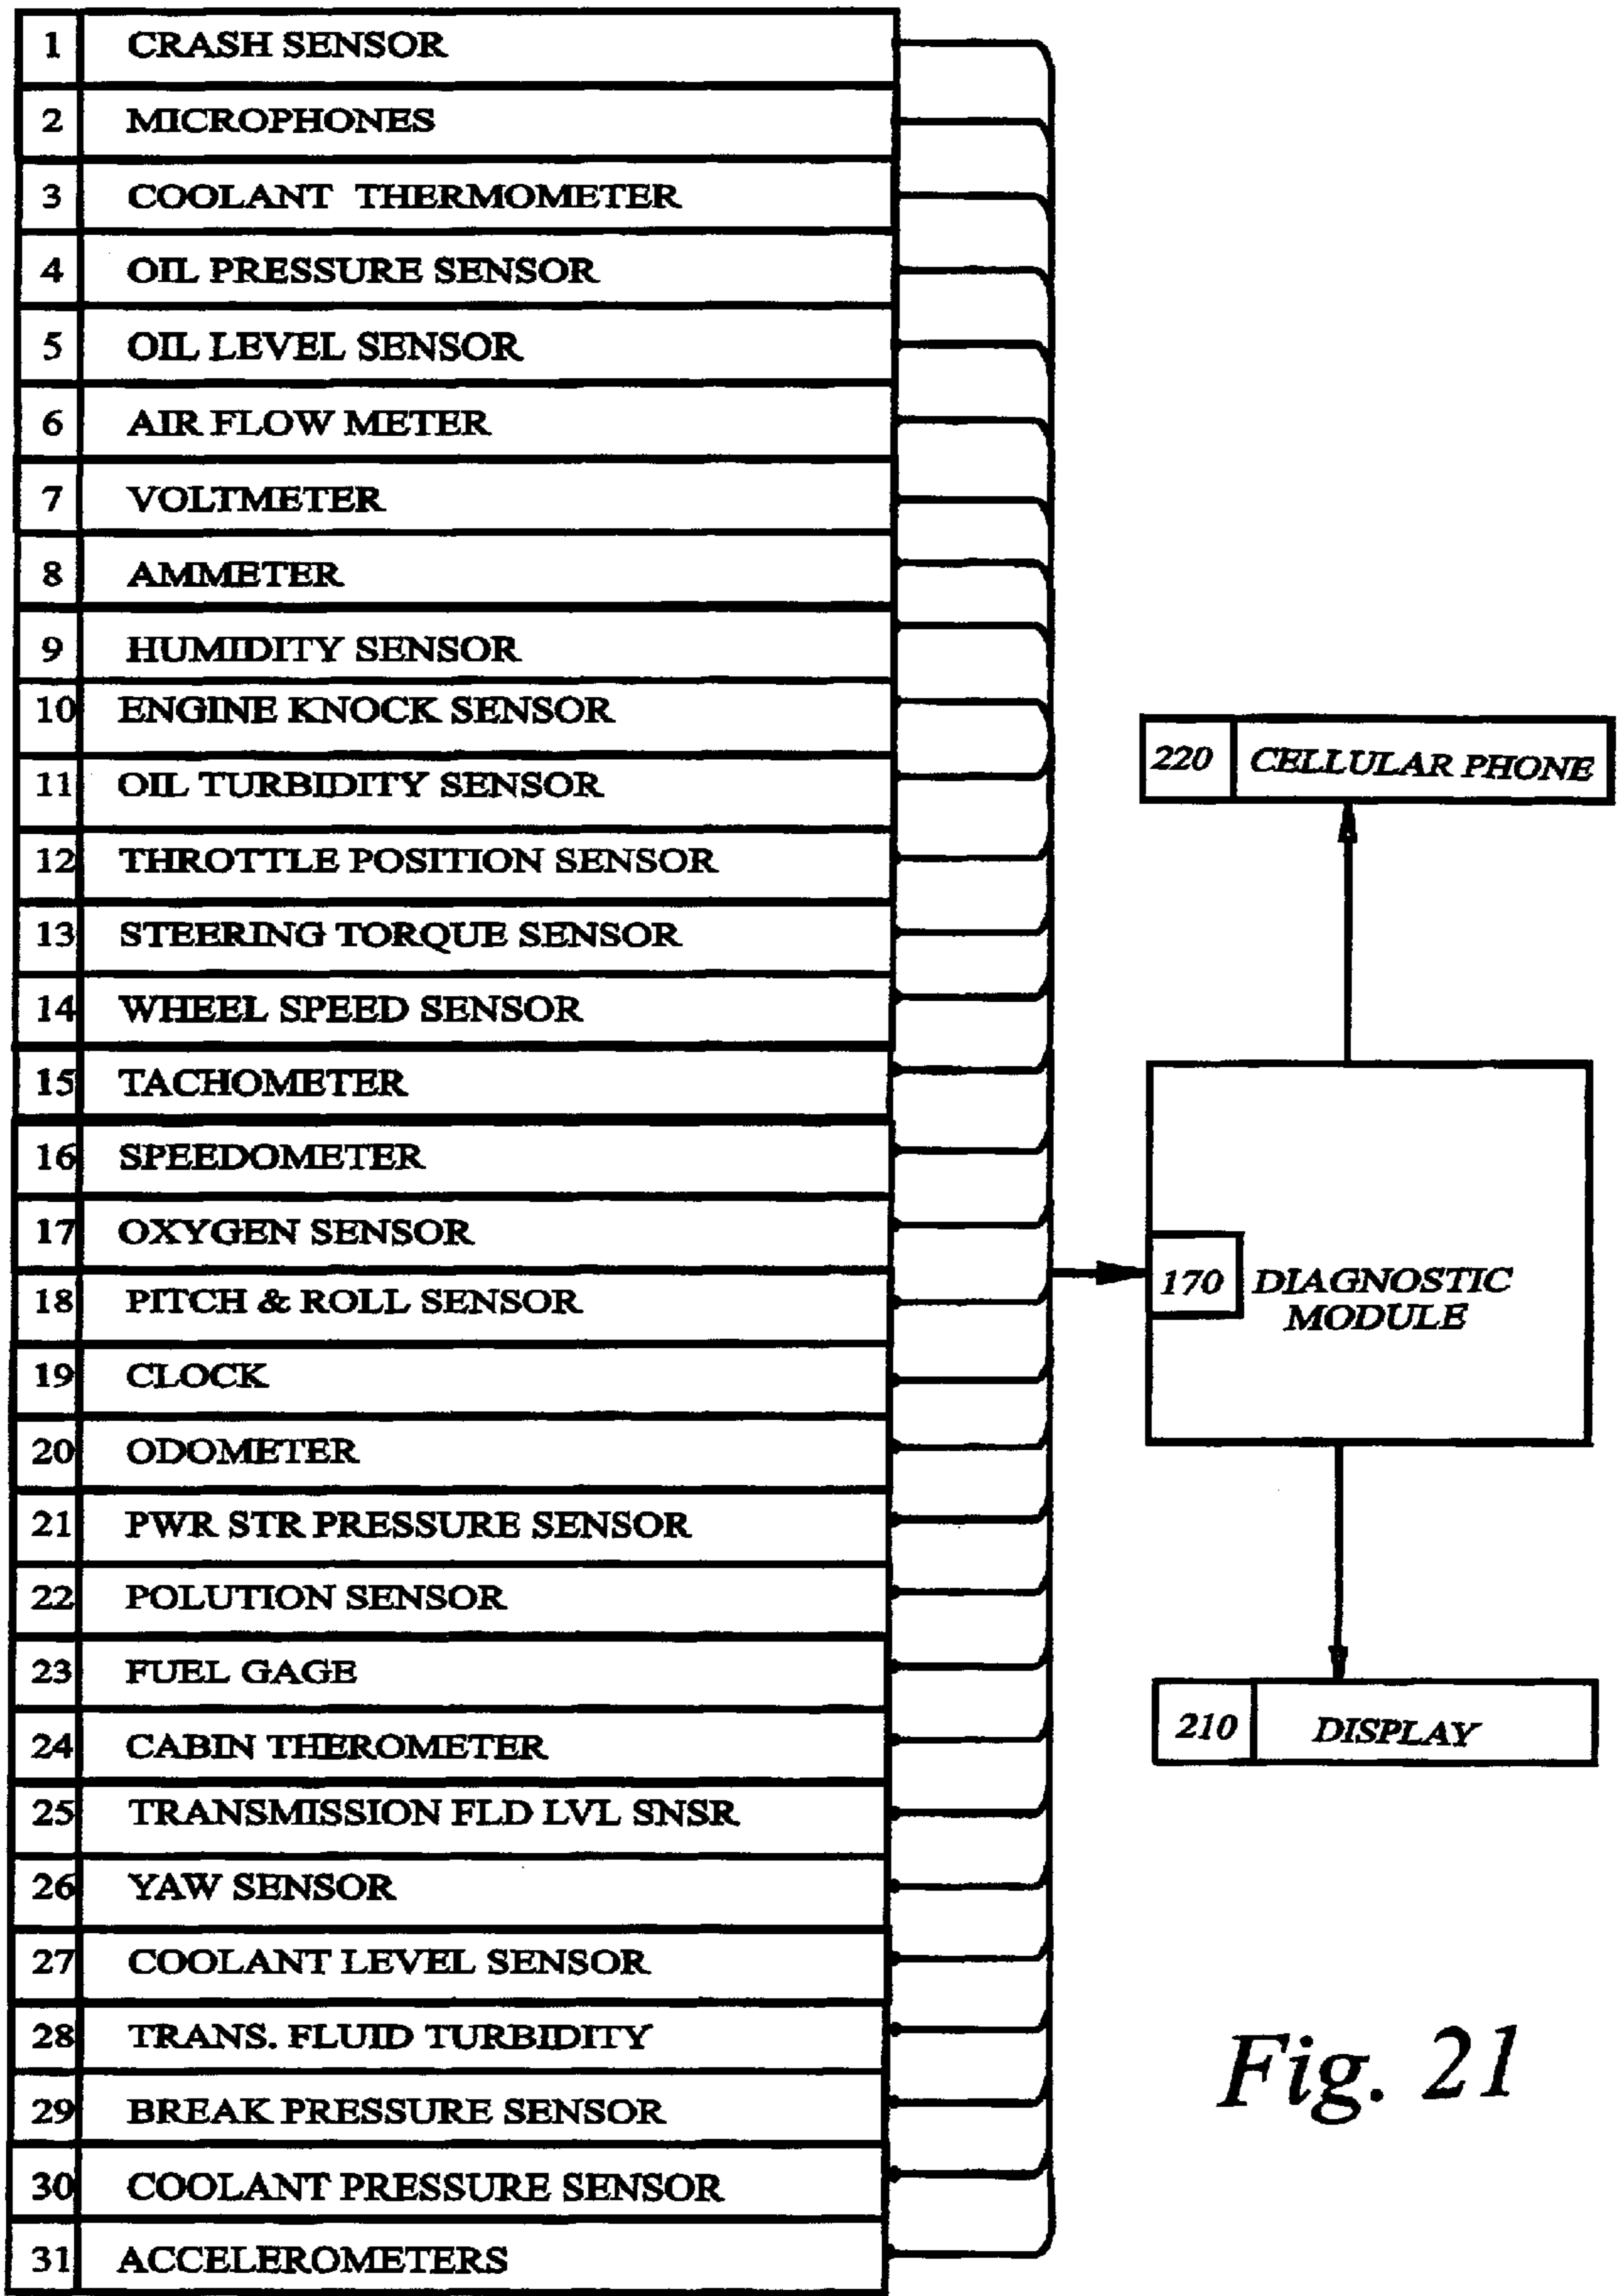 1 CRASH SENSOR
2 MICROPHONES
3 COOLANT THERMOMETER
4 OIL PRESSURE SENSOR
5 OIL LEVEL SENSOR
6 AIR FLOW METER
7 VOLTMETER
8 AMMETER
9 HUMIDITY SENSOR
10 ENGINE KNOCK SENSOR
11 OIL TURBIDITY SENSOR
12 THROTTLE POSITION SENSOR
13 STEERING TORQUE SENSOR
14 WHEEL SPEED SENSOR
15 TACHOMETER
16 SPEEDOMETER
17 OXYGEN SENSOR
18 PITCH & ROLL SENSOR
19 CLOCK
20 ODOMETER
21 PWR STR PRESSURE SENSOR
22 POLUTION SENSOR
23 FUEL GAGE
24 CABIN THEROMETER
25 TRANSMISSION FLD LVL SNSR
26 YAW SENSOR
27 COOLANT LEVEL SENSOR
28 TRANS. FLUID TURBIDITY
29 BREAK PRESSURE SENSOR
30 COOLANT PRESSURE SENSOR
31 ACCELEROMETERS
220 CELLULAR PHONE
170 DIAGNOSTIC
MODULE
210 DISPLAY
Fig. 21